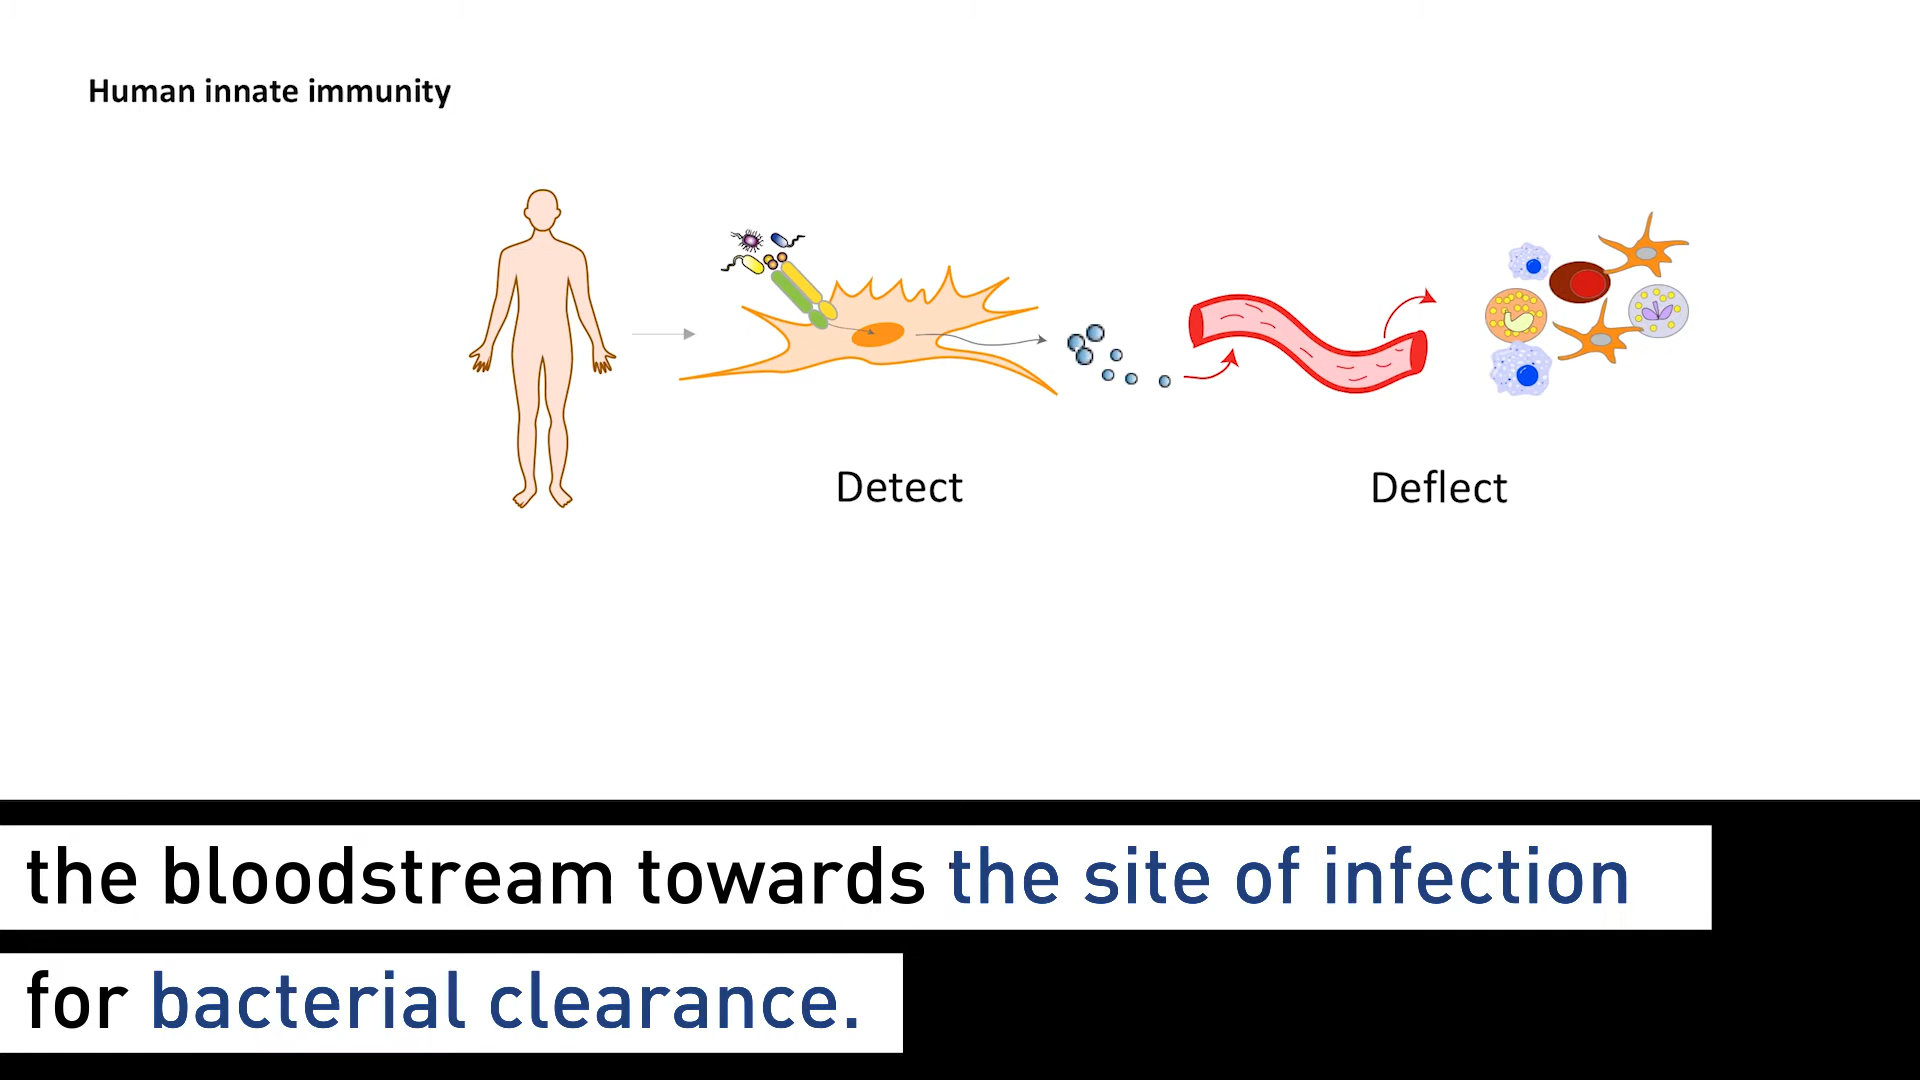 Human innate immunity
Detect
Deflect
the bloodstream towards the site of infection
for bacterial clearance.